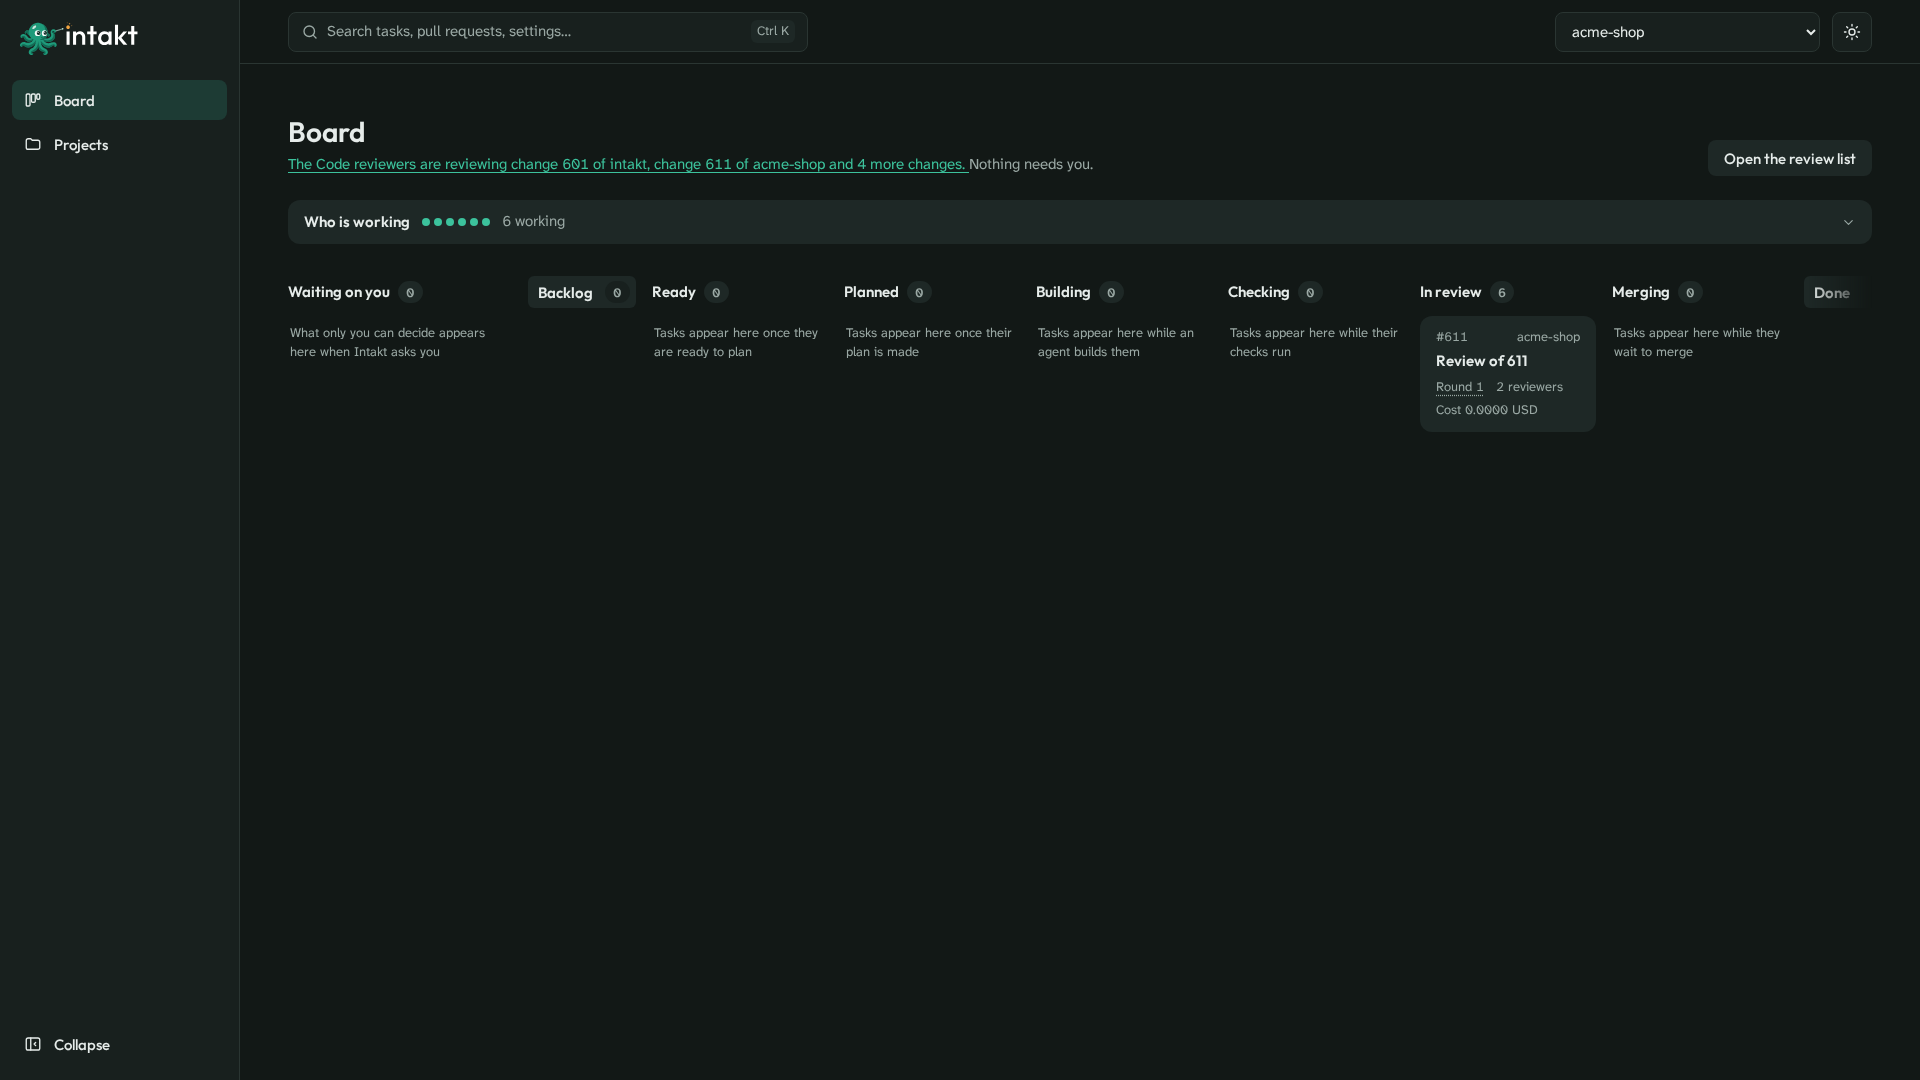 intakt
Search tasks, pull requests, settings...
Ctrl K
acme-shop
Board
Projects
Board
The Code reviewers are reviewing change 601 of intakt, change 611 of acme-shop and 4 more changes. Nothing needs you.
Open the review list
Who is working
6 working
Waiting on you 0
Backlog 0
Ready 0
Planned 0
Building 0
Checking 0
In review 6
Merging 0
Done
What only you can decide appears
here when Intakt asks you
Tasks appear here once they
are ready to plan
Tasks appear here once their
plan is made
Tasks appear here while an
agent builds them
Tasks appear here while their
checks run
#611 acme-shop
Review of 611
Round 1 2 reviewers
Cost 0.0000 USD
Tasks appear here while they
wait to merge
Collapse